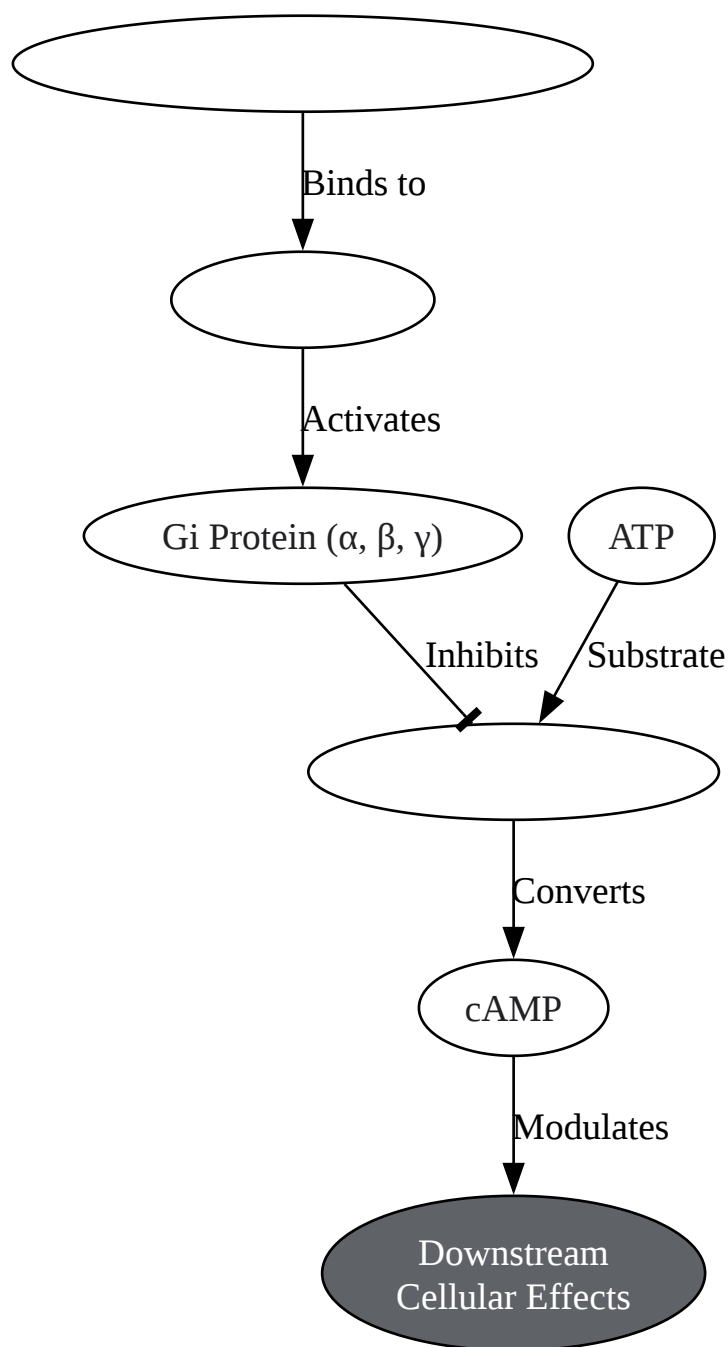 Binds to
Activates
Gi Protein (α, β, γ)
ATP
Inhibits
Substrate
Converts
cAMP
Modulates
Downstream
Cellular Effects